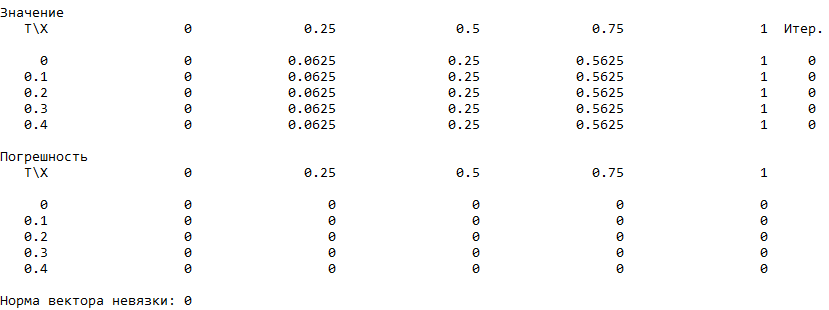 Значение
T\X 0 0.25 0.5 0.75 1 Итер.
0 0 0.0625 0.25 0.5625 1 0
0.1 0 0.0625 0.25 0.5625 1 0
0.2 0 0.0625 0.25 0.5625 1 0
0.3 0 0.0625 0.25 0.5625 1 0
0.4 0 0.0625 0.25 0.5625 1 0
Погрешность
T\X 0 0.25 0.5 0.75 1
0 0 0 0 0 0
0.1 0 0 0 0 0
0.2 0 0 0 0 0
0.3 0 0 0 0 0
0.4 0 0 0 0 0
Норма вектора невязки: 0